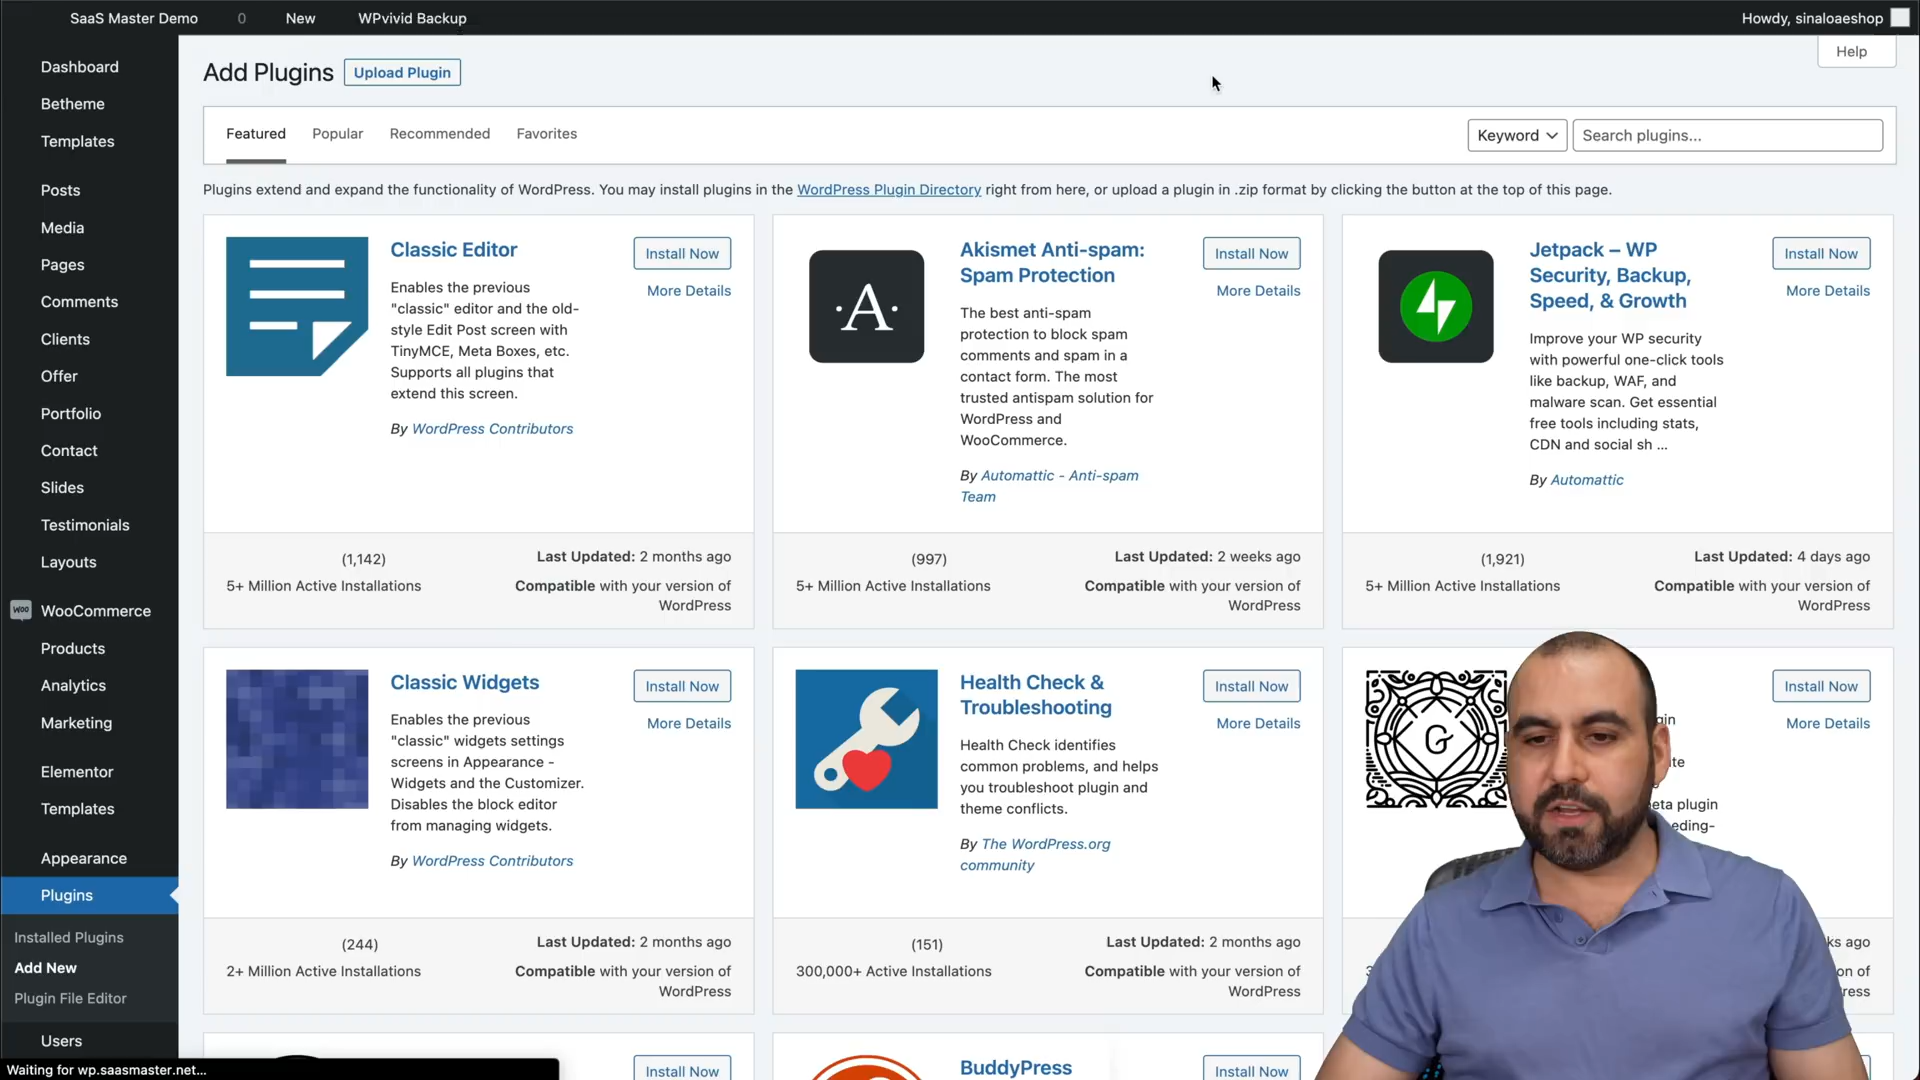 SaaS Master Demo 0 New WPvivid Backup Howdy, sinaloaeshop
Help
Dashboard
Betheme
Templates
Posts
Media
Pages
Comments
Clients
Offer
Portfolio
Contact
Slides
Testimonials
Layouts
WOO WooCommerce
Products
Analytics
Marketing
Elementor
Templates
Appearance
Plugins
Installed Plugins
Add New
Plugin File Editor
Users
Add Plugins Upload Plugin
Featured Popular Recommended Favorites Keyword Search plugins...
Plugins extend and expand the functionality of WordPress. You may install plugins in the WordPress Plugin Directory right from here, or upload a plugin in .zip format by clicking the button at the top of this page.
Classic Editor
Install Now
More Details
Enables the previous
"classic" editor and the old-
style Edit Post screen with
TinyMCE, Meta Boxes, etc.
Supports all plugins that
extend this screen.
By WordPress Contributors
(1,142)
5+ Million Active Installations
Last Updated: 2 months ago
Compatible with your version of
WordPress
·A·
Akismet Anti-spam:
Spam Protection
Install Now
More Details
The best anti-spam
protection to block spam
comments and spam in a
contact form. The most
trusted antispam solution for
WordPress and
WooCommerce.
By Automattic - Anti-spam
Team
(997)
5+ Million Active Installations
Last Updated: 2 weeks ago
Compatible with your version of
WordPress
Jetpack – WP
Security, Backup,
Speed, & Growth
Install Now
More Details
Improve your WP security
with powerful one-click tools
like backup, WAF, and
malware scan. Get essential
free tools including stats,
CDN and social sh ...
By Automattic
(1,921)
5+ Million Active Installations
Last Updated: 4 days ago
Compatible with your version of
WordPress
Classic Widgets
Install Now
More Details
Enables the previous
"classic" widgets settings
screens in Appearance -
Widgets and the Customizer.
Disables the block editor
from managing widgets.
By WordPress Contributors
(244)
2+ Million Active Installations
Last Updated: 2 months ago
Compatible with your version of
WordPress
Health Check &
Troubleshooting
Install Now
More Details
Health Check identifies
common problems, and helps
you troubleshoot plugin and
theme conflicts.
By The WordPress.org
community
(151)
300,000+ Active Installations
Last Updated: 2 months ago
Compatible with your version of
WordPress
G
Install Now
More Details
plugin
ago
of
Install Now
BuddyPress
Install Now
Waiting for wp.saasmaster.net...